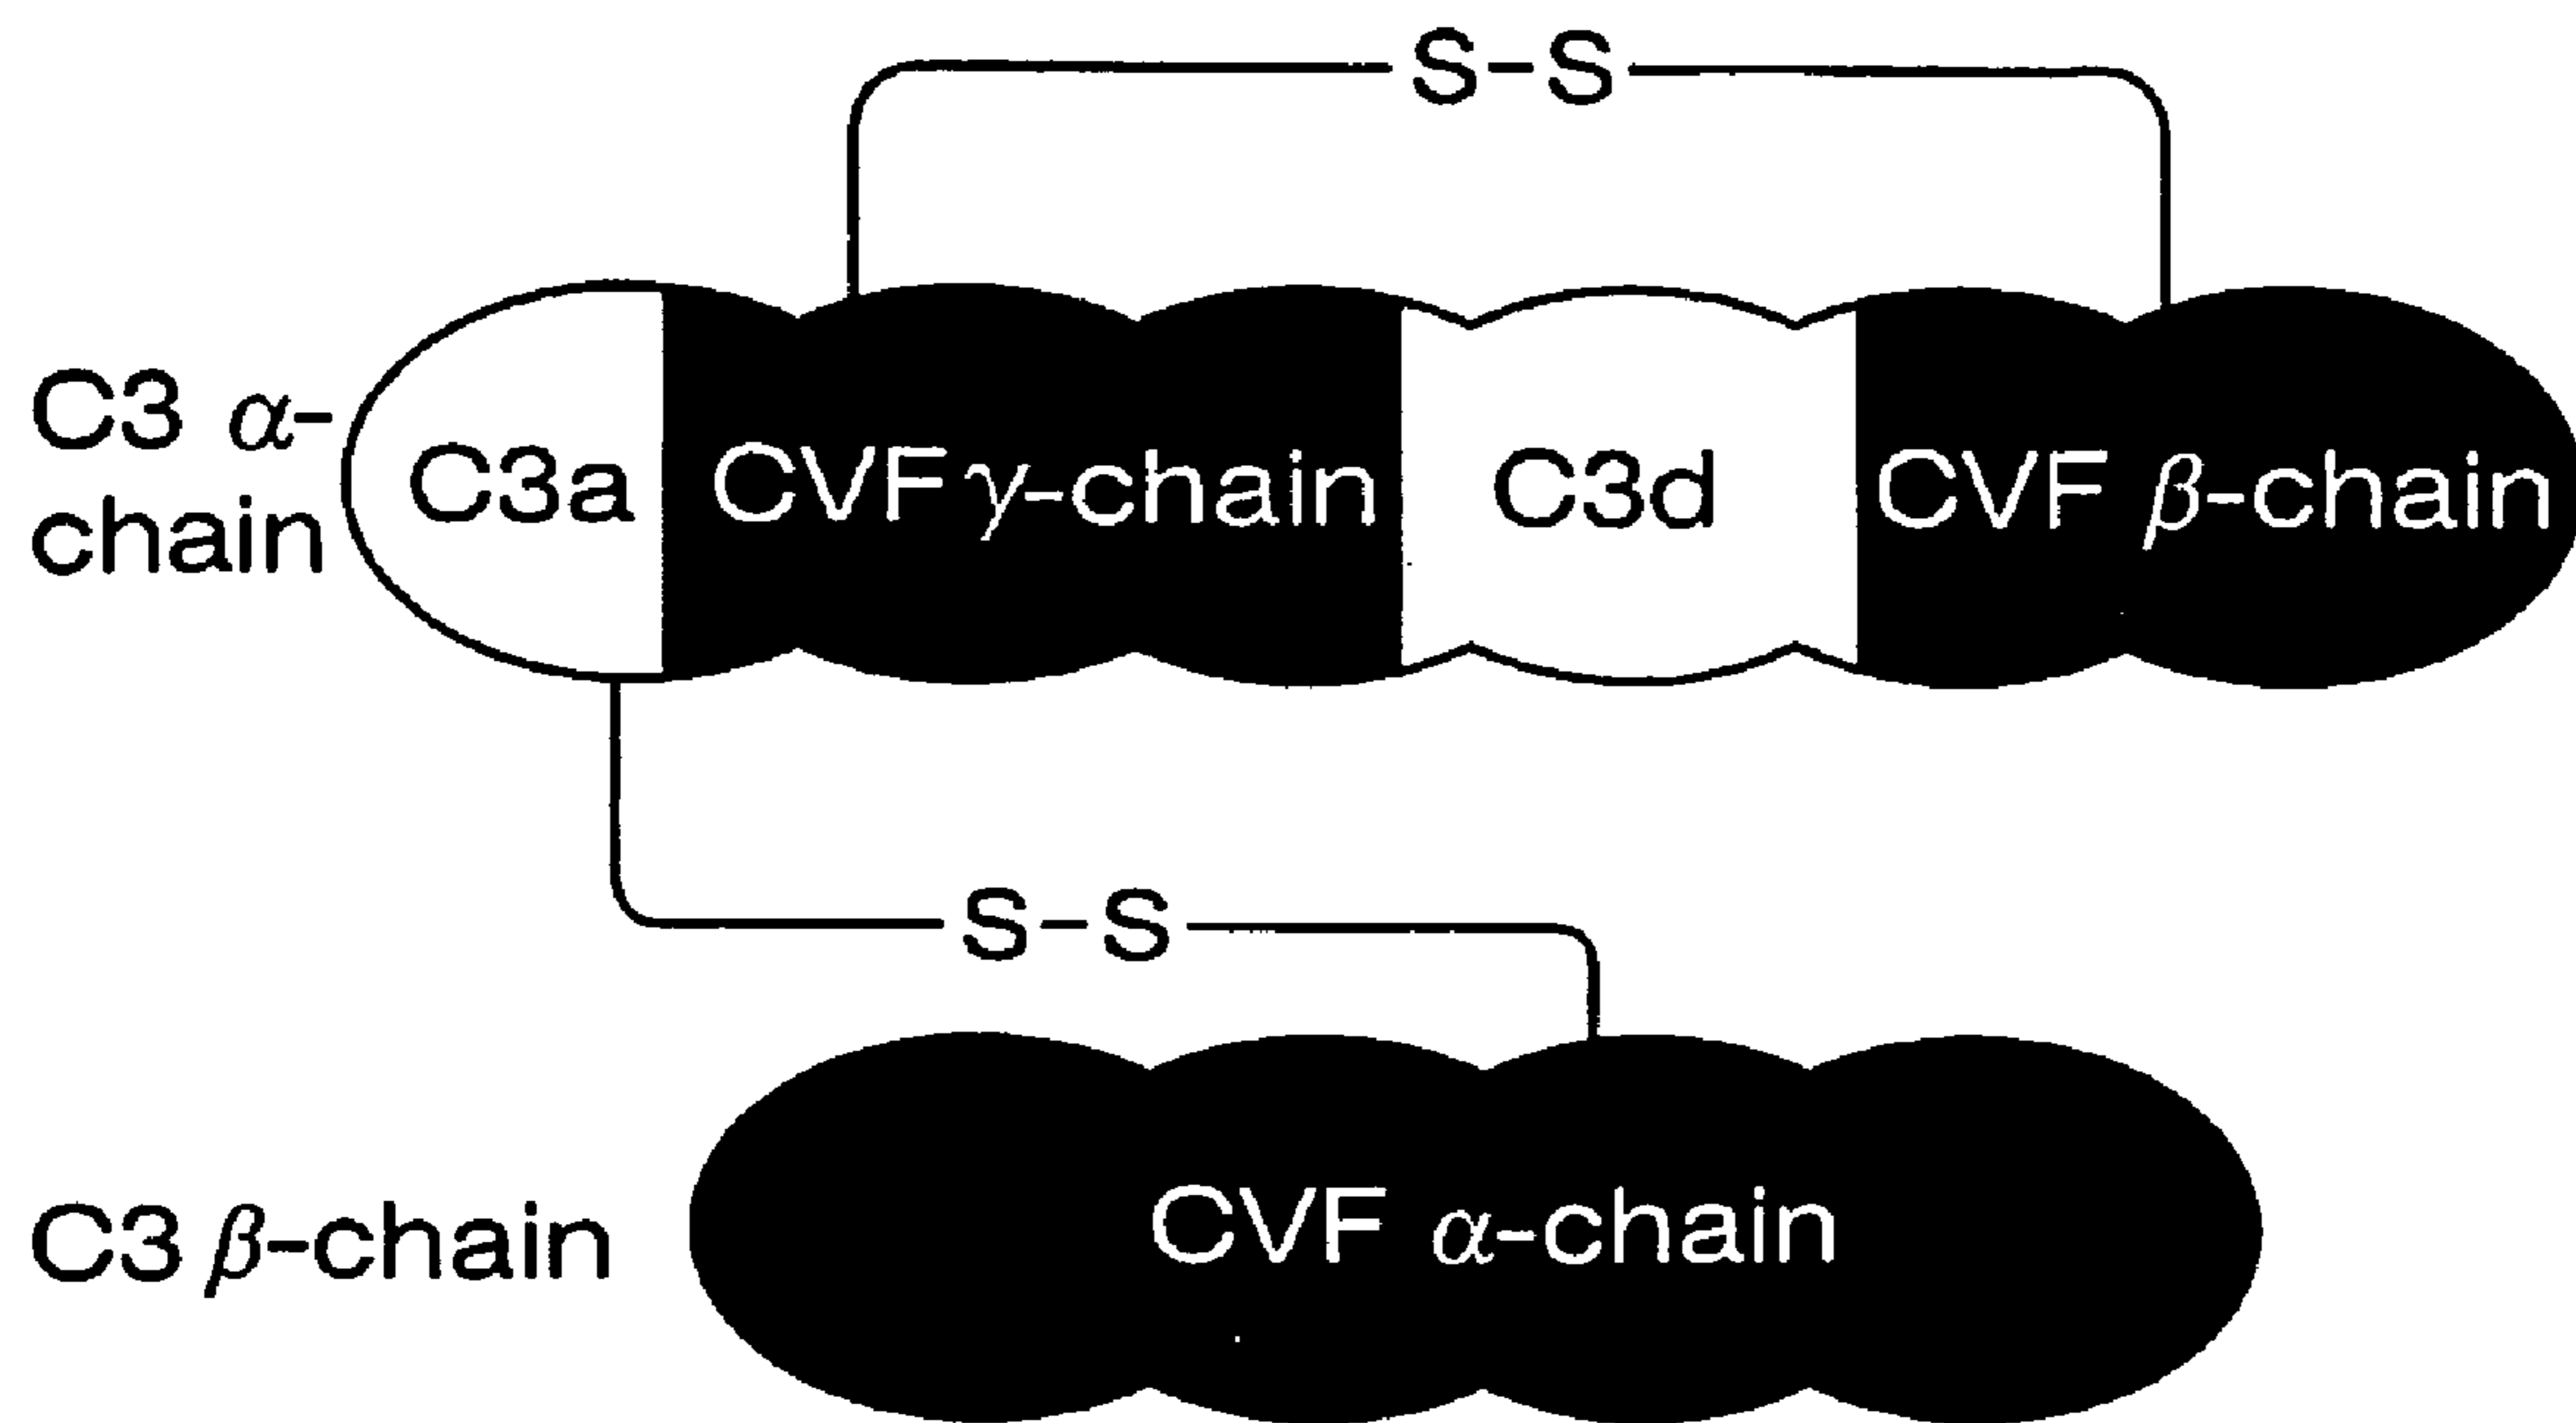 S-S
C3 α-
chain
C3a
CVF γ-chain
C3d
CVF β-chain
S-S
C3 β-chain
CVF α-chain